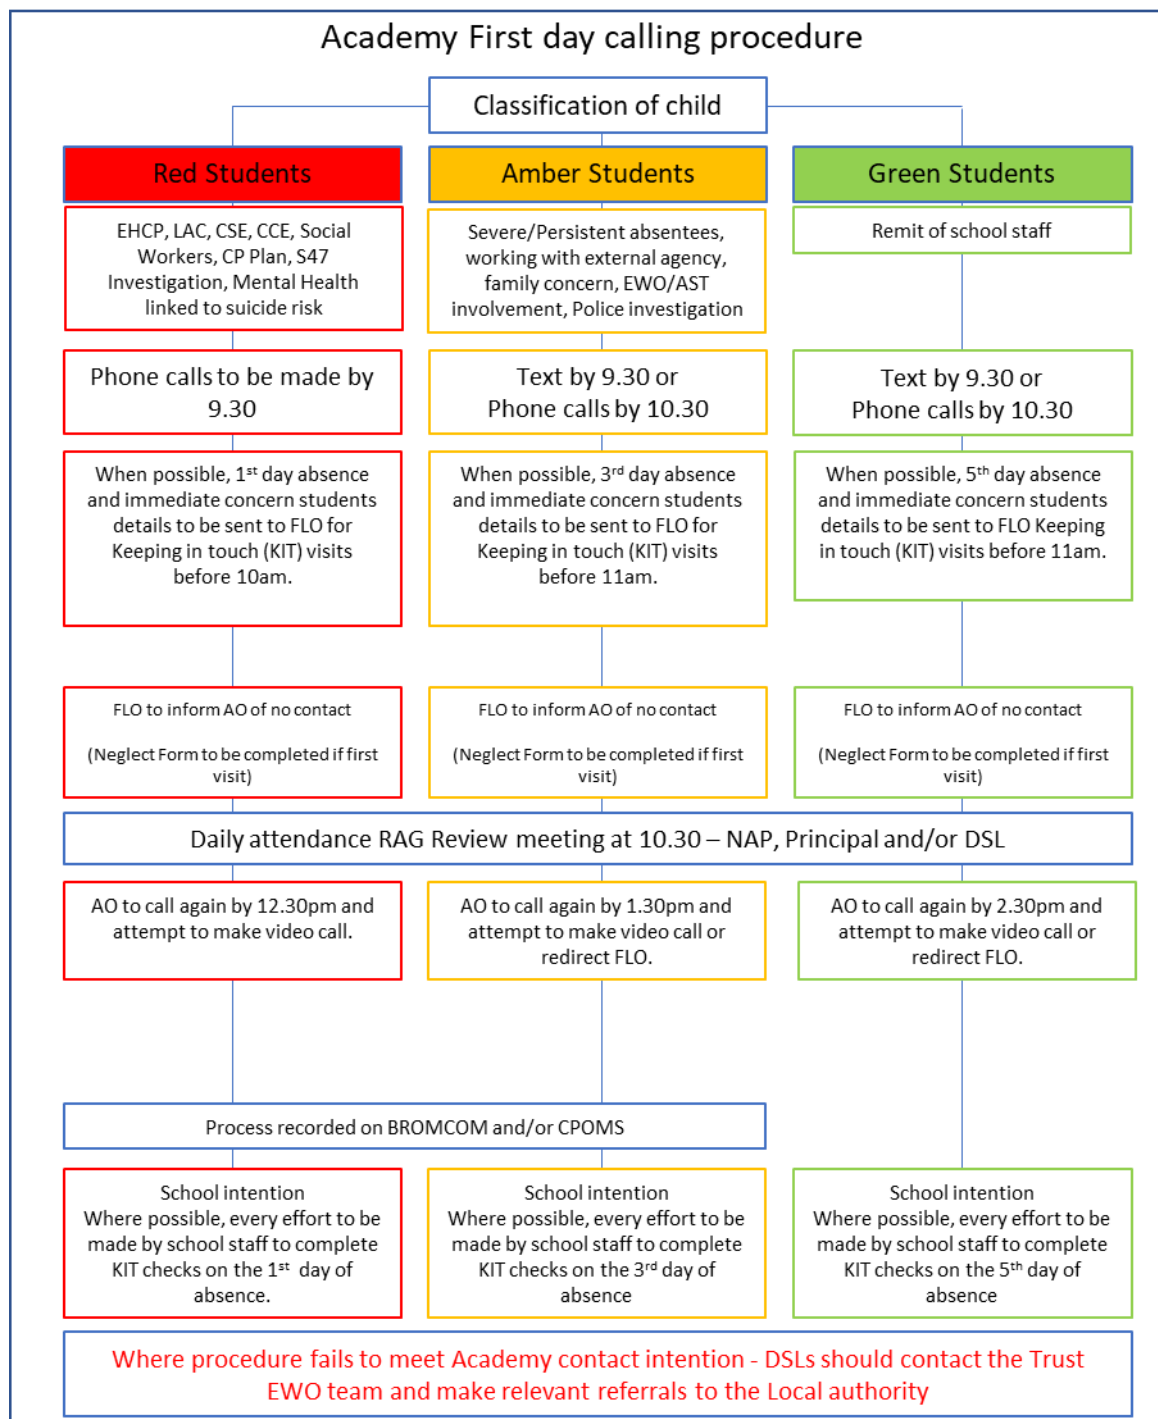 Academy First day calling procedure
Classification of child
Red Students
Amber Students
Green Students
EHCP, LAC, CSE, CCE, Social
Workers, CP Plan, S47
Investigation, Mental Health
linked to suicide risk
Severe/Persistent absentees,
working with external agency,
family concern, EWO/AST
involvement, Police investigation
Remit of school staff
Phone calls to be made by
9.30
Text by 9.30 or
Phone calls by 10.30
Text by 9.30 or
Phone calls by 10.30
When possible, 1st day absence
and immediate concern students
details to be sent to FLO for
Keeping in touch (KIT) visits
before 10am.
When possible, 3rd day absence
and immediate concern students
details to be sent to FLO for
Keeping in touch (KIT) visits
before 11am.
When possible, 5th day absence
and immediate concern students
details to be sent to FLO Keeping
in touch (KIT) visits before 11am.
FLO to inform AO of no contact
(Neglect Form to be completed if first
visit)
FLO to inform AO of no contact
(Neglect Form to be completed if first
visit)
FLO to inform AO of no contact
(Neglect Form to be completed if first
visit)
Daily attendance RAG Review meeting at 10.30 – NAP, Principal and/or DSL
AO to call again by 12.30pm and
attempt to make video call.
AO to call again by 1.30pm and
attempt to make video call or
redirect FLO.
AO to call again by 2.30pm and
attempt to make video call or
redirect FLO.
Process recorded on BROMCOM and/or CPOMS
School intention
Where possible, every effort to be
made by school staff to complete
KIT checks on the 1st day of
absence.
School intention
Where possible, every effort to be
made by school staff to complete
KIT checks on the 3rd day of
absence
School intention
Where possible, every effort to be
made by school staff to complete
KIT checks on the 5th day of
absence
Where procedure fails to meet Academy contact intention - DSLs should contact the Trust
EWO team and make relevant referrals to the Local authority